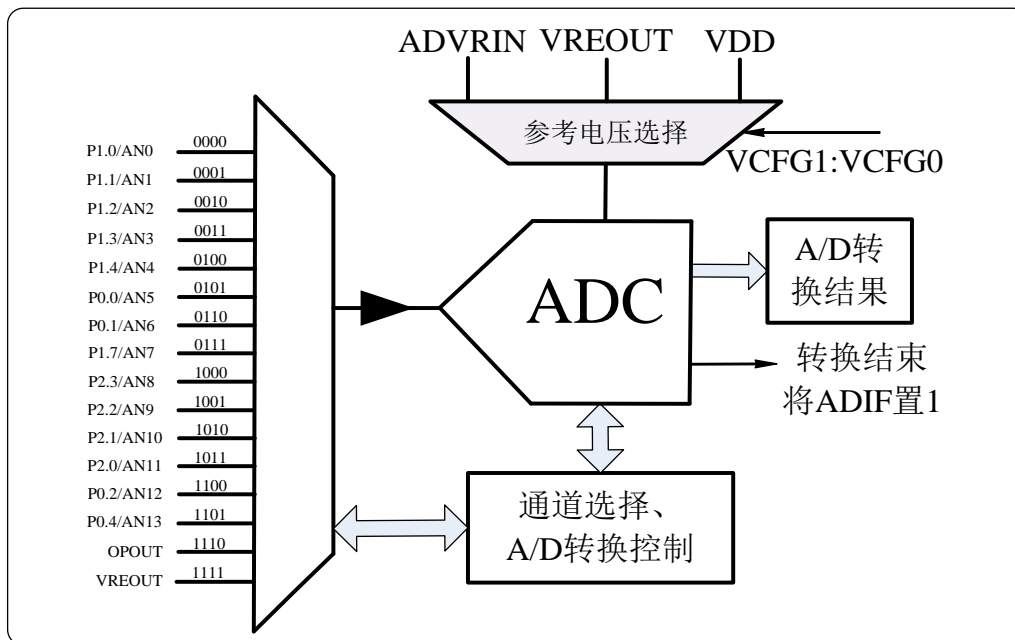 ADVRIN VREOUT VDD
参考电压选择
VCFG1:VCFG0
P1.0/AN0 0000
P1.1/AN1 0001
P1.2/AN2 0010
P1.3/AN3 0011
P1.4/AN4 0100
P0.0/AN5 0101
P0.1/AN6 0110
P1.7/AN7 0111
P2.3/AN8 1000
P2.2/AN9 1001
P2.1/AN10 1010
P2.0/AN11 1011
P0.2/AN12 1100
P0.4/AN13 1101
OPOUT 1110
VREOUT 1111
ADC
A/D转
换结果
转换结束
将ADIF置1
通道选择、
A/D转换控制